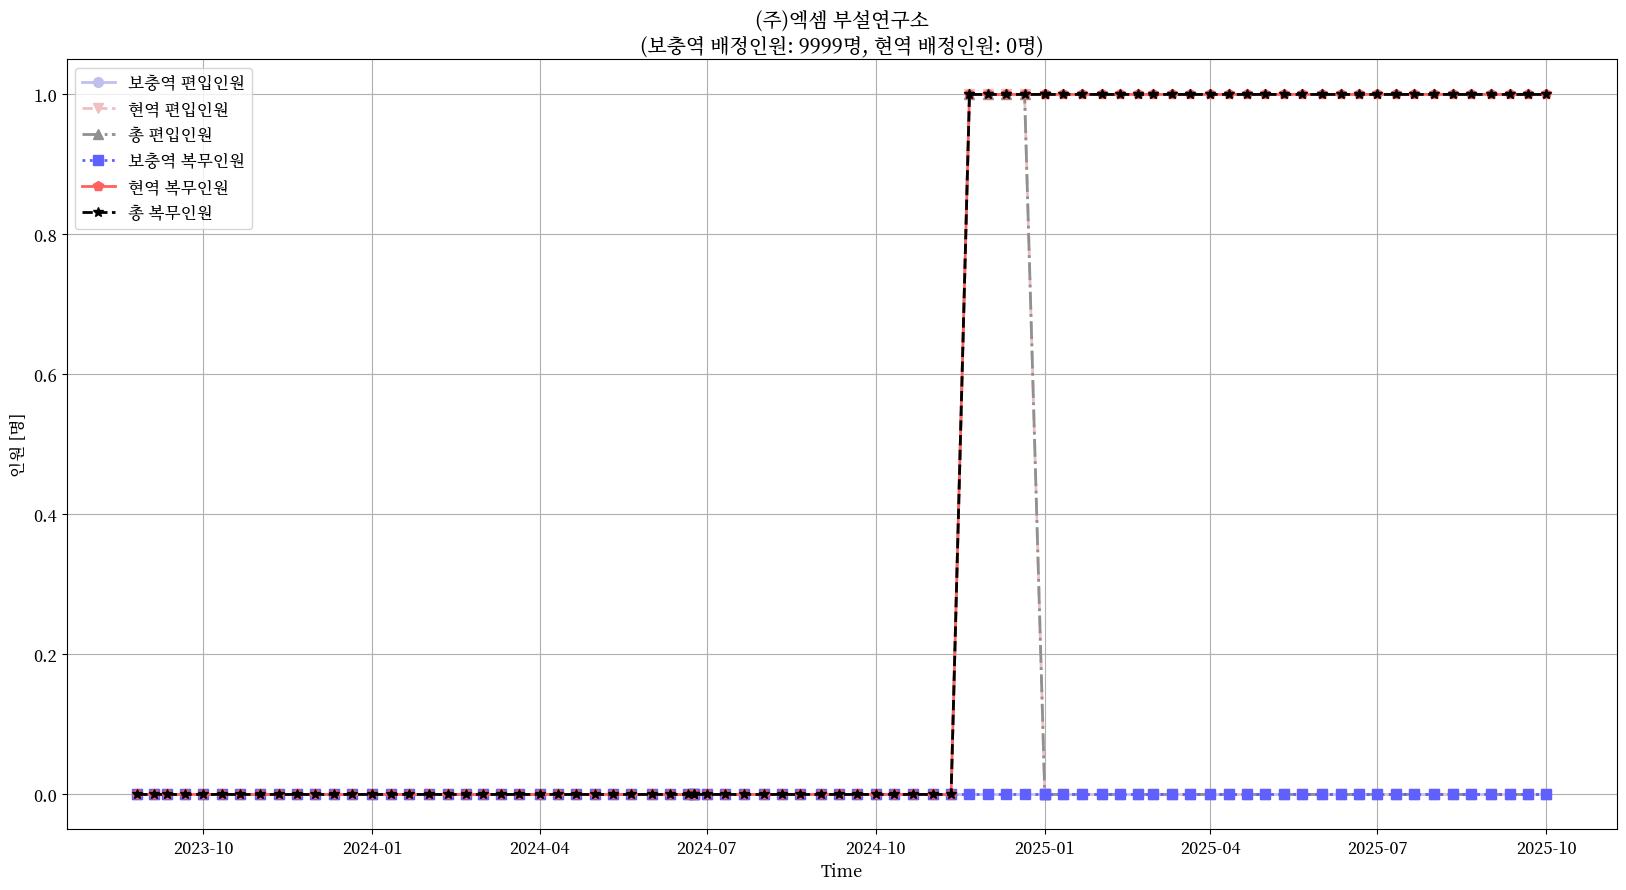 (주)엑셈 부설연구소
(보충역 배정인원: 9999명, 현역 배정인원: 0명)
보충역 편입인원
현역 편입인원
총 편입인원
보충역 복무인원
현역 복무인원
총 복무인원
1.0
0.8
0.6
0.4
0.2
0.0
인원 [명]
2023-10 2024-01 2024-04 2024-07 2024-10 2025-01 2025-04 2025-07 2025-10
Time